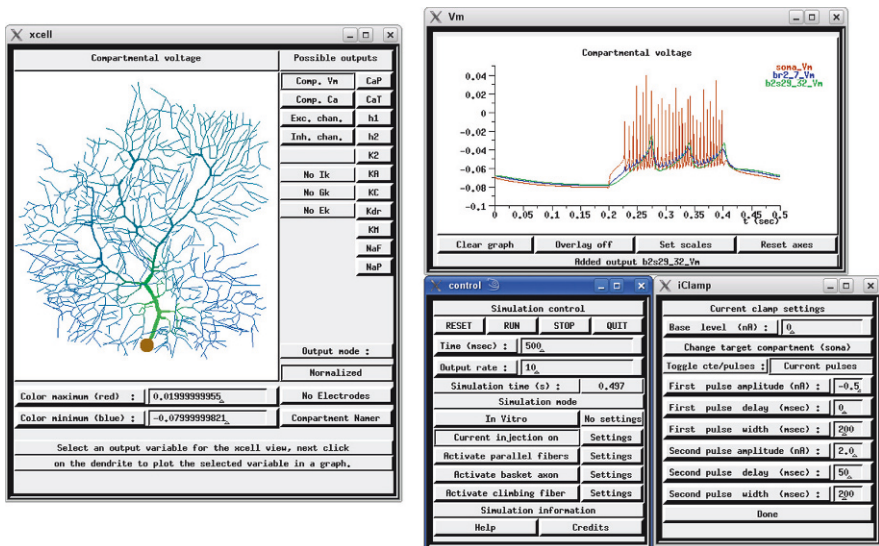 xcell
Compartmental voltage
Possible outputs
Comp. Vm
CaP
Comp. Ca
CaT
Exc. chan.
h1
Inh. chan.
h2
K2
No Ik
KA
No Gk
KC
No Ek
Kdr
KM
NaF
NaP
Output mode :
Normalized
Color maximum (red) :
0.01999999955
No Electrodes
Color minimum (blue) :
-0.07999999821
Compartment Namer
Select an output variable for the xcell view, next click
on the dendrite to plot the selected variable in a graph.
Vm
Compartmental voltage
soma_Vm
br2_7_Vm
b2s29_32_Vm
0.04
0.02
0
-0.02
-0.04
-0.06
-0.08
-0.1
0 0.05 0.1 0.15 0.2 0.25 0.3 0.35 0.4 0.45 0.5
t (sec)
Clear graph
Overlay off
Set scales
Reset axes
Added output b2s29_32_Vm
control
Simulation control
RESET
RUN
STOP
QUIT
Time (msec) :
500
Output rate :
10
Simulation time (s) :
0.497
Simulation mode
In Vitro
No settings
Current injection on
Settings
Activate parallel fibers
Settings
Activate basket axon
Settings
Activate climbing fiber
Settings
Simulation information
Help
Credits
iClamp
Current clamp settings
Base level (nA) :
0
Change target compartment (soma)
Toggle cte/pulses :
Current pulses
First pulse amplitude (nA) :
-0.5
First pulse delay (msec) :
0
First pulse width (msec) :
200
Second pulse amplitude (nA) :
2.0
Second pulse delay (msec) :
50
Second pulse width (msec) :
200
Done